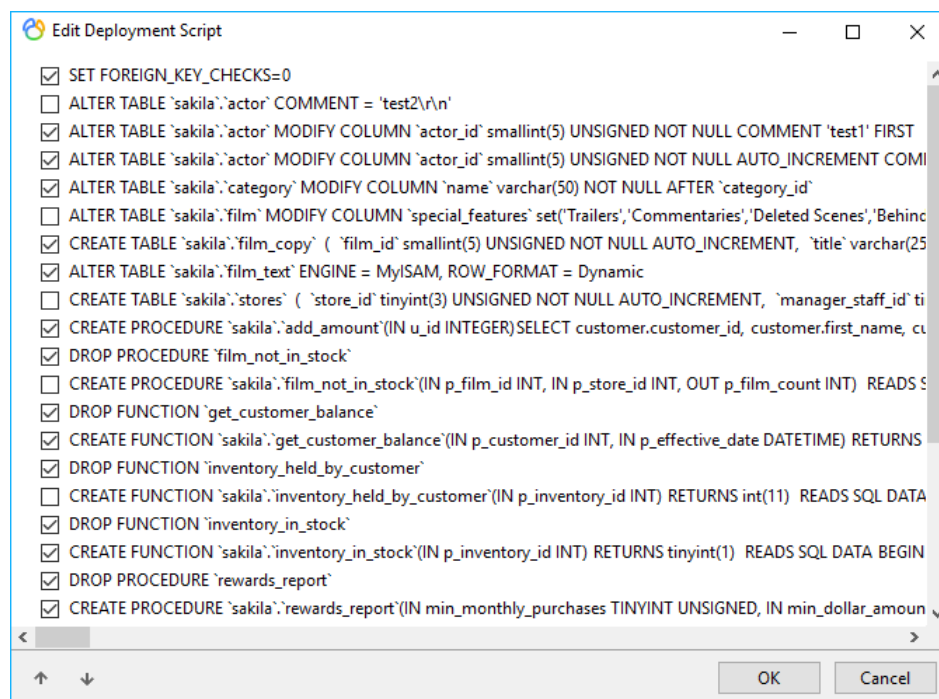 Edit Deployment Script
SET FOREIGN_KEY_CHECKS=0
ALTER TABLE `sakila`.`actor` COMMENT = 'test2\r\n'
ALTER TABLE `sakila`.`actor` MODIFY COLUMN `actor_id` smallint(5) UNSIGNED NOT NULL COMMENT 'test1' FIRST
ALTER TABLE `sakila`.`actor` MODIFY COLUMN `actor_id` smallint(5) UNSIGNED NOT NULL AUTO_INCREMENT COM
ALTER TABLE `sakila`.`category` MODIFY COLUMN `name` varchar(50) NOT NULL AFTER `category_id`
ALTER TABLE `sakila`.`film` MODIFY COLUMN `special_features` set('Trailers','Commentaries','Deleted Scenes','Behind
CREATE TABLE `sakila`.`film_copy` ( `film_id` smallint(5) UNSIGNED NOT NULL AUTO_INCREMENT, `title` varchar(25
ALTER TABLE `sakila`.`film_text` ENGINE = MyISAM, ROW_FORMAT = Dynamic
CREATE TABLE `sakila`.`stores` ( `store_id` tinyint(3) UNSIGNED NOT NULL AUTO_INCREMENT, `manager_staff_id` ti
CREATE PROCEDURE `sakila`.`add_amount`(IN u_id INTEGER)SELECT customer.customer_id, customer.first_name, cu
DROP PROCEDURE `film_not_in_stock`
CREATE PROCEDURE `sakila`.`film_not_in_stock`(IN p_film_id INT, IN p_store_id INT, OUT p_film_count INT) READS S
DROP FUNCTION `get_customer_balance`
CREATE FUNCTION `sakila`.`get_customer_balance`(IN p_customer_id INT, IN p_effective_date DATETIME) RETURNS
DROP FUNCTION `inventory_held_by_customer`
CREATE FUNCTION `sakila`.`inventory_held_by_customer`(IN p_inventory_id INT) RETURNS int(11) READS SQL DATA
DROP FUNCTION `inventory_in_stock`
CREATE FUNCTION `sakila`.`inventory_in_stock`(IN p_inventory_id INT) RETURNS tinyint(1) READS SQL DATA BEGIN
DROP PROCEDURE `rewards_report`
CREATE PROCEDURE `sakila`.`rewards_report`(IN min_monthly_purchases TINYINT UNSIGNED, IN min_dollar_amoun
OK Cancel